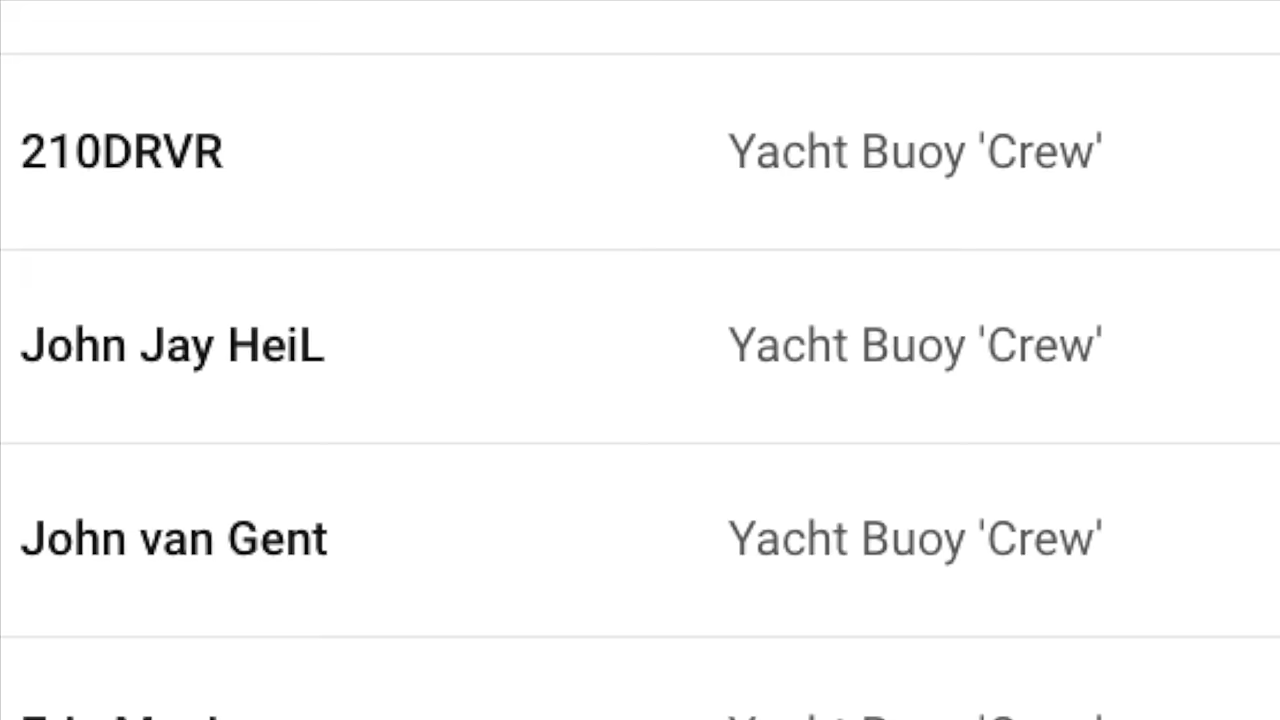 210DRVR Yacht Buoy 'Crew'
John Jay HeiL Yacht Buoy 'Crew'
John van Gent Yacht Buoy 'Crew'